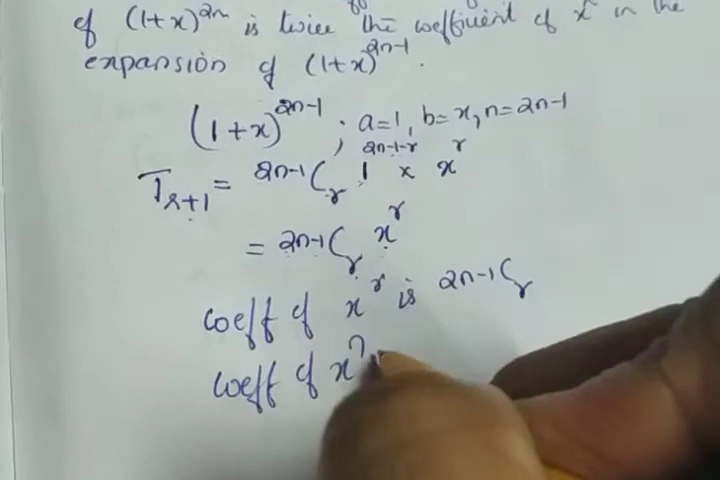 of (1+x)^2n is twice the coefficient of x^n in the
expansion of (1+x)^2n-1.
(1+x)^2n-1 ; a=1, b=x, n=2n-1
T_r+1 = 2n-1C_r 1^2n-1-r × x^r
= 2n-1C_r x^r
coeff of x^r is 2n-1C_r
coeff of x^n